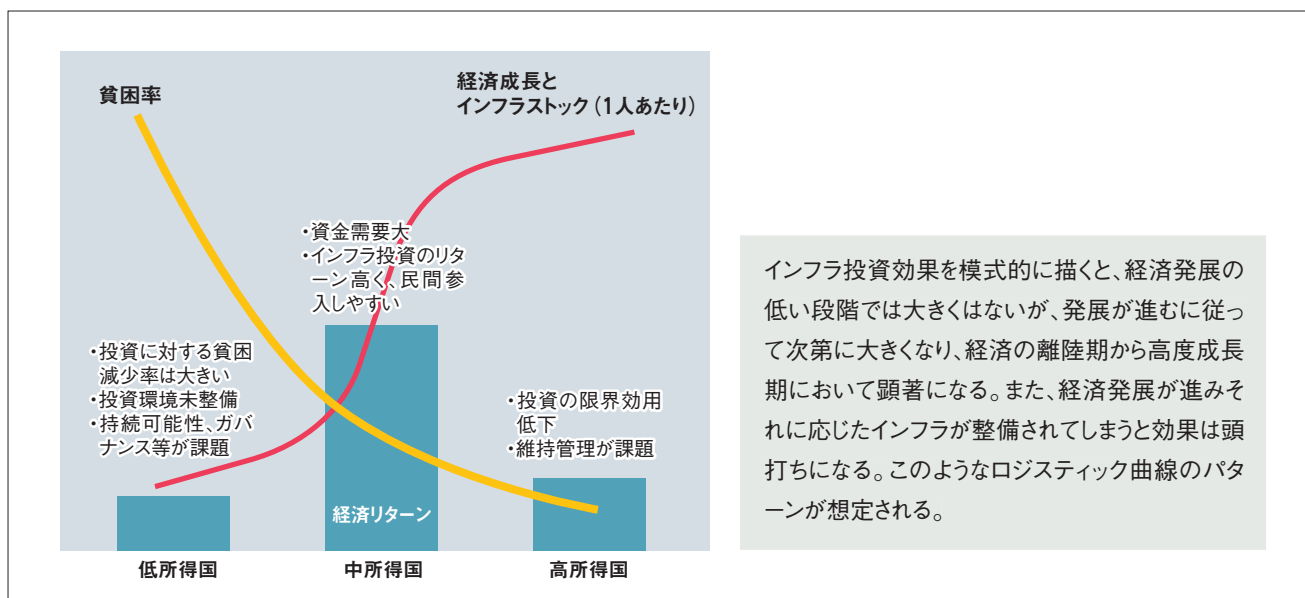 貧困率
経済成長と
インフラストック（1人あたり）
・資金需要大
・インフラ投資のリタ
ーン高く、民間参
入しやすい
・投資に対する貧困
減少率は大きい
・投資環境未整備
・持続可能性、ガバ
ナンス等が課題
・投資の限界効用
低下
・維持管理が課題
経済リターン
低所得国
中所得国
高所得国
インフラ投資効果を模式的に描くと、経済発展の
低い段階では大きくはないが、発展が進むに従っ
て次第に大きくなり、経済の離陸期から高度成長
期において顕著になる。また、経済発展が進みそ
れに応じたインフラが整備されてしまうと効果は頭
打ちになる。このようなロジスティック曲線のパタ
ーンが想定される。